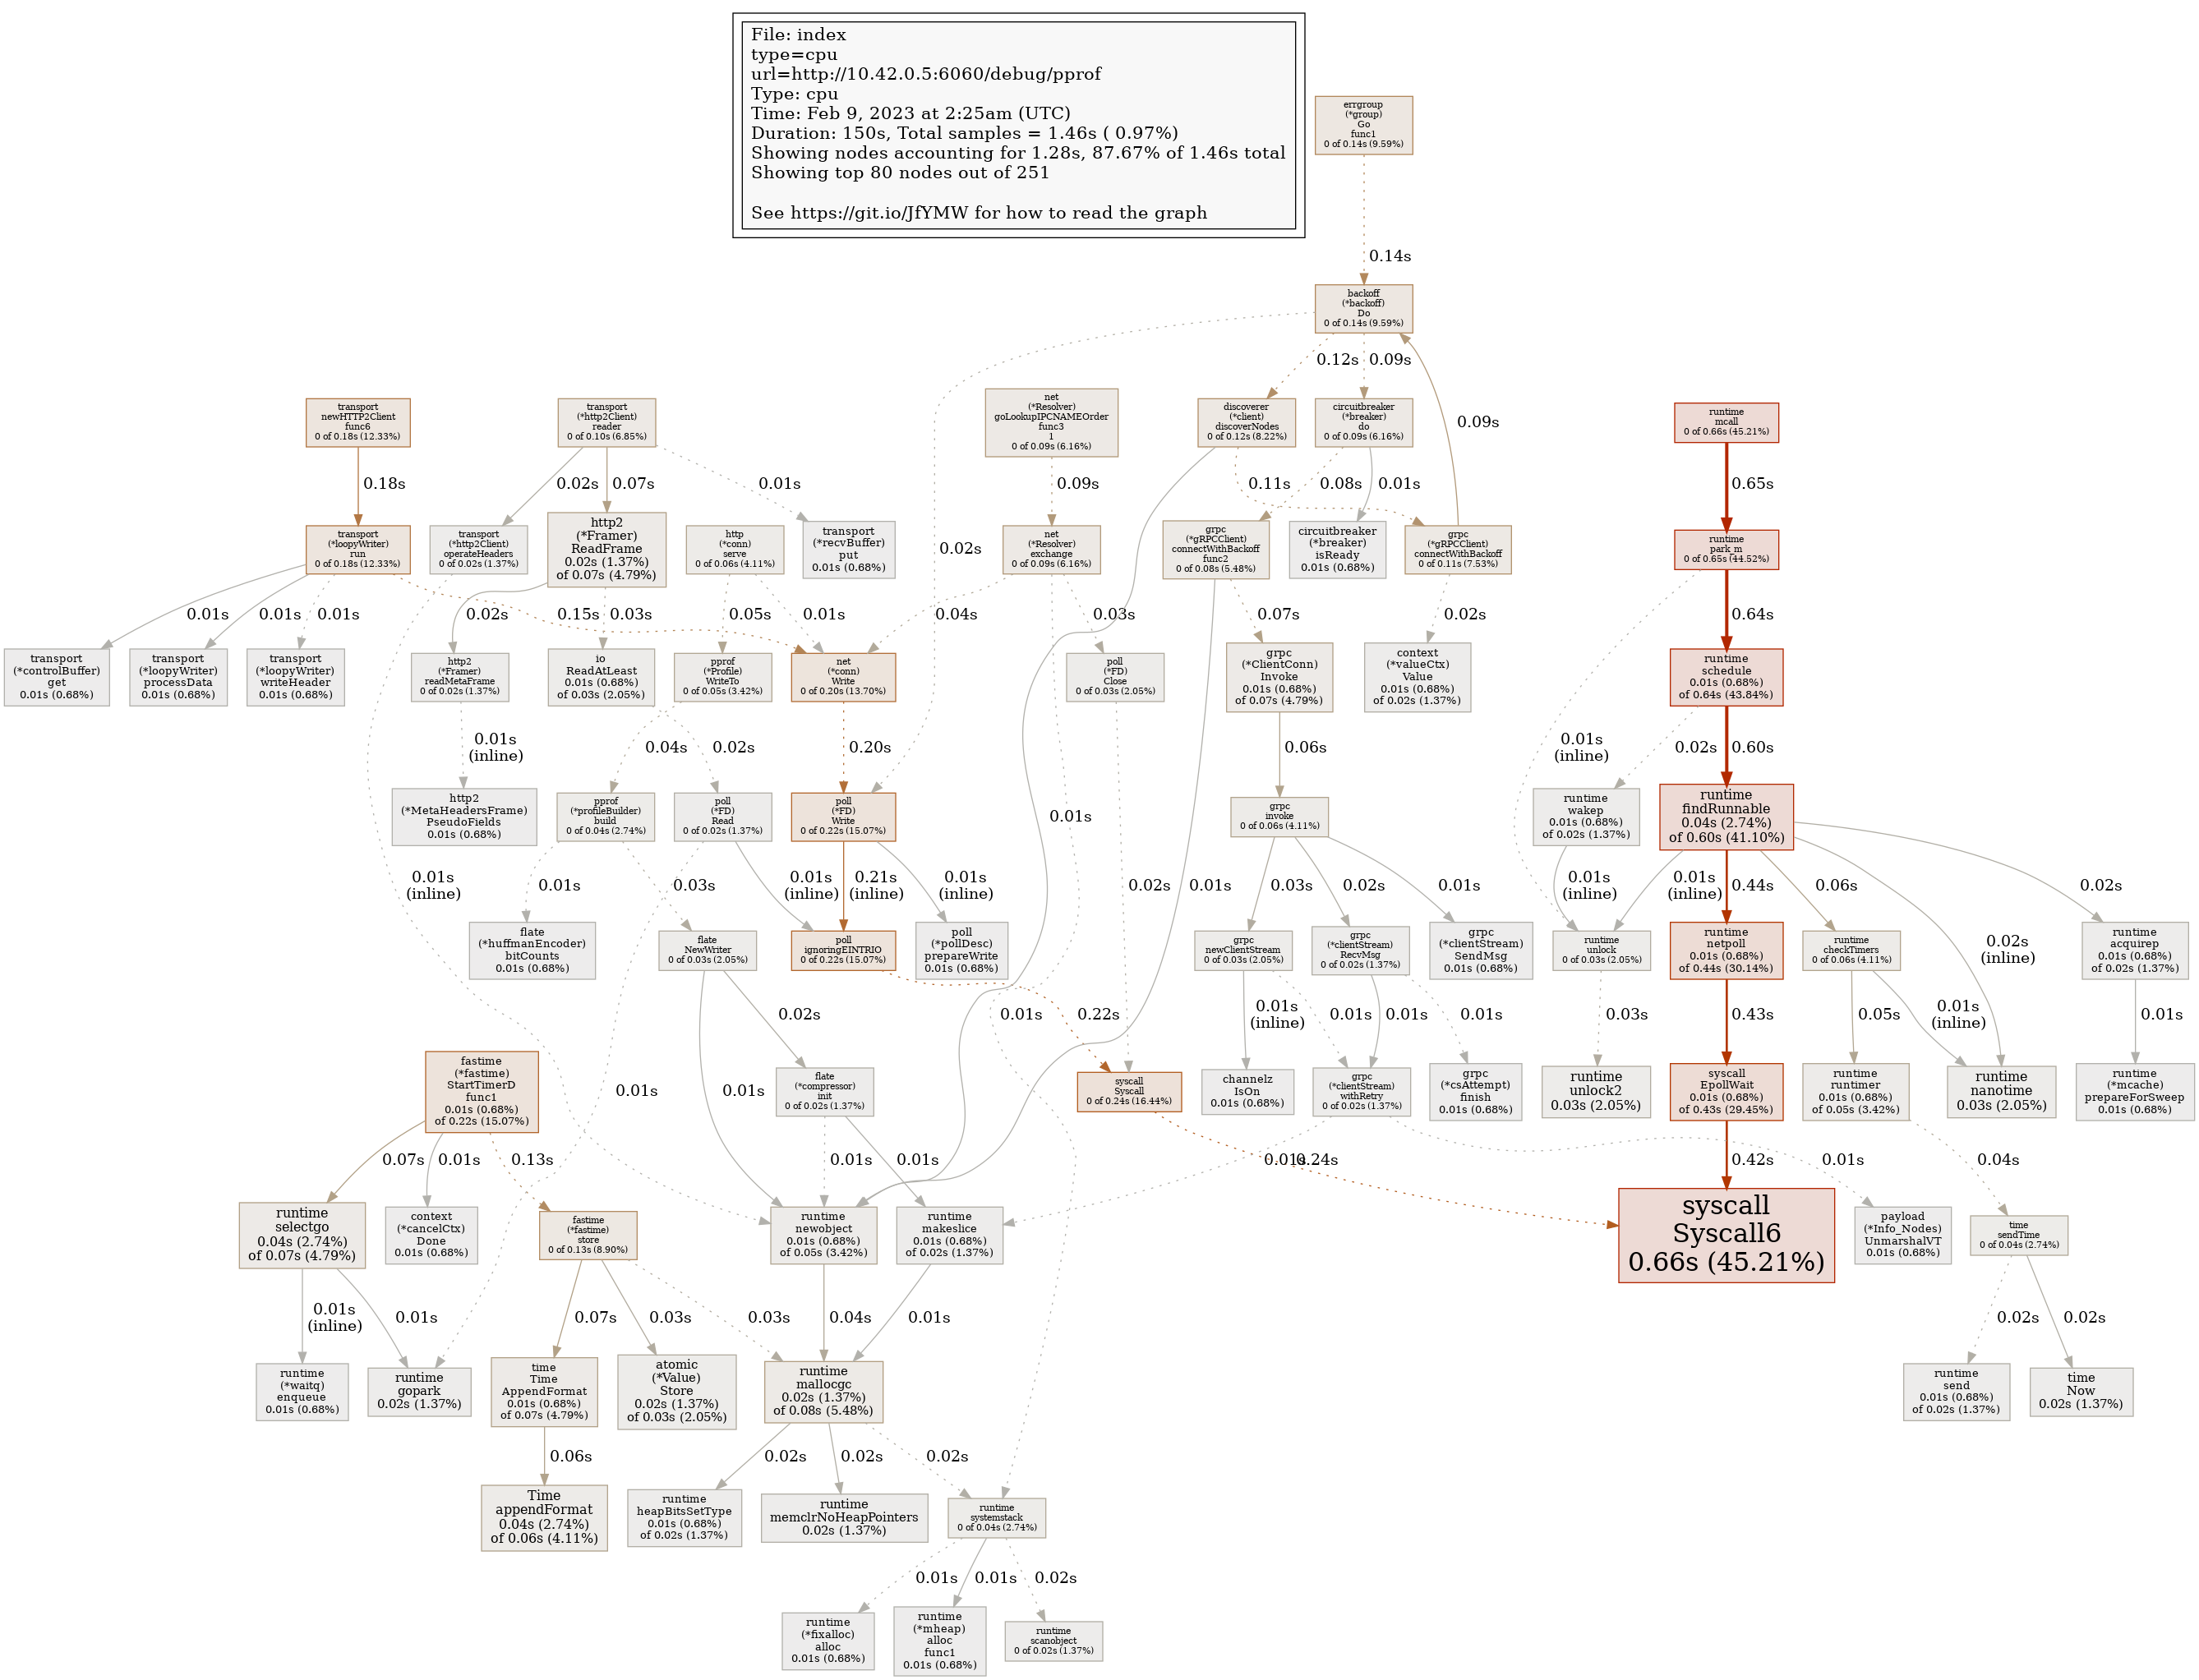 File: index
type=cpu
url=http://10.42.0.5:6060/debug/pprof
Type: cpu
Time: Feb 9, 2023 at 2:25am (UTC)
Duration: 150s, Total samples = 1.46s ( 0.97%)
Showing nodes accounting for 1.28s, 87.67% of 1.46s total
Showing top 80 nodes out of 251
See https://git.io/JfYMW for how to read the graph
errgroup
(*group)
Go
func1
0 of 0.14s (9.59%)
0.14s
backoff
(*backoff)
Do
0 of 0.14s (9.59%)
0.02s
0.12s
0.09s
0.09s
transport
newHTTP2Client
func6
0 of 0.18s (12.33%)
transport
(*http2Client)
reader
0 of 0.10s (6.85%)
net
(*Resolver)
goLookupIPCNAMEOrder
func3
1
0 of 0.09s (6.16%)
discoverer
(*client)
discoverNodes
0 of 0.12s (8.22%)
circuitbreaker
(*breaker)
do
0 of 0.09s (6.16%)
runtime
mcall
0 of 0.66s (45.21%)
0.18s
0.02s
0.07s
0.01s
0.09s
0.11s
0.08s
0.01s
0.65s
transport
(*loopyWriter)
run
0 of 0.18s (12.33%)
transport
(*http2Client)
operateHeaders
0 of 0.02s (1.37%)
http2
(*Framer)
ReadFrame
0.02s (1.37%)
of 0.07s (4.79%)
http
(*conn)
serve
0 of 0.06s (4.11%)
transport
(*recvBuffer)
put
0.01s (0.68%)
net
(*Resolver)
exchange
0 of 0.09s (6.16%)
grpc
(*gRPCClient)
connectWithBackoff
func2
0 of 0.08s (5.48%)
circuitbreaker
(*breaker)
isReady
0.01s (0.68%)
grpc
(*gRPCClient)
connectWithBackoff
0 of 0.11s (7.53%)
runtime
park_m
0 of 0.65s (44.52%)
0.01s
0.01s
0.01s
0.15s
0.02s
0.03s
0.05s
0.01s
0.04s
0.03s
0.07s
0.02s
0.64s
transport
(*controlBuffer)
get
0.01s (0.68%)
transport
(*loopyWriter)
processData
0.01s (0.68%)
transport
(*loopyWriter)
writeHeader
0.01s (0.68%)
http2
(*Framer)
readMetaFrame
0 of 0.02s (1.37%)
io
ReadAtLeast
0.01s (0.68%)
of 0.03s (2.05%)
pprof
(*Profile)
WriteTo
0 of 0.05s (3.42%)
net
(*conn)
Write
0 of 0.20s (13.70%)
poll
(*FD)
Close
0 of 0.03s (2.05%)
grpc
(*ClientConn)
Invoke
0.01s (0.68%)
of 0.07s (4.79%)
context
(*valueCtx)
Value
0.01s (0.68%)
of 0.02s (1.37%)
runtime
schedule
0.01s (0.68%)
of 0.64s (43.84%)
0.01s
(inline)
0.04s
0.02s
0.20s
0.06s
0.01s
(inline)
0.02s
0.60s
http2
(*MetaHeadersFrame)
PseudoFields
0.01s (0.68%)
pprof
(*profileBuilder)
build
0 of 0.04s (2.74%)
poll
(*FD)
Read
0 of 0.02s (1.37%)
poll
(*FD)
Write
0 of 0.22s (15.07%)
0.01s
grpc
invoke
0 of 0.06s (4.11%)
runtime
wakep
0.01s (0.68%)
of 0.02s (1.37%)
runtime
findRunnable
0.04s (2.74%)
of 0.60s (41.10%)
0.01s
(inline)
0.01s
0.03s
0.01s
(inline)
0.21s
(inline)
0.01s
(inline)
0.02s
0.01s
0.03s
0.02s
0.01s
0.01s
(inline)
0.01s
(inline)
0.44s
0.06s
0.02s
flate
(*huffmanEncoder)
bitCounts
0.01s (0.68%)
flate
NewWriter
0 of 0.03s (2.05%)
poll
ignoringEINTRIO
0 of 0.22s (15.07%)
poll
(*pollDesc)
prepareWrite
0.01s (0.68%)
grpc
newClientStream
0 of 0.03s (2.05%)
grpc
(*clientStream)
RecvMsg
0 of 0.02s (1.37%)
grpc
(*clientStream)
SendMsg
0.01s (0.68%)
runtime
unlock
0 of 0.03s (2.05%)
runtime
netpoll
0.01s (0.68%)
of 0.44s (30.14%)
runtime
checkTimers
0 of 0.06s (4.11%)
0.02s
(inline)
runtime
acquirep
0.01s (0.68%)
of 0.02s (1.37%)
0.02s
0.01s
0.22s
0.01s
(inline)
0.01s
0.01s
0.01s
0.03s
0.43s
0.05s
0.01s
(inline)
0.01s
fastime
(*fastime)
StartTimerD
func1
0.01s (0.68%)
of 0.22s (15.07%)
0.01s
0.01s
flate
(*compressor)
init
0 of 0.02s (1.37%)
syscall
Syscall
0 of 0.24s (16.44%)
channelz
IsOn
0.01s (0.68%)
grpc
(*clientStream)
withRetry
0 of 0.02s (1.37%)
grpc
(*csAttempt)
finish
0.01s (0.68%)
runtime
unlock2
0.03s (2.05%)
syscall
EpollWait
0.01s (0.68%)
of 0.43s (29.45%)
runtime
runtimer
0.01s (0.68%)
of 0.05s (3.42%)
runtime
nanotime
0.03s (2.05%)
runtime
(*mcache)
prepareForSweep
0.01s (0.68%)
0.07s
0.01s
0.13s
0.01s
0.01s
0.01s
0.24s
0.42s
0.01s
0.04s
runtime
selectgo
0.04s (2.74%)
of 0.07s (4.79%)
context
(*cancelCtx)
Done
0.01s (0.68%)
fastime
(*fastime)
store
0 of 0.13s (8.90%)
runtime
newobject
0.01s (0.68%)
of 0.05s (3.42%)
runtime
makeslice
0.01s (0.68%)
of 0.02s (1.37%)
syscall
Syscall6
0.66s (45.21%)
payload
(*Info_Nodes)
UnmarshalVT
0.01s (0.68%)
time
sendTime
0 of 0.04s (2.74%)
0.01s
(inline)
0.01s
0.07s
0.03s
0.03s
0.04s
0.01s
0.02s
0.02s
runtime
(*waitq)
enqueue
0.01s (0.68%)
runtime
gopark
0.02s (1.37%)
time
Time
AppendFormat
0.01s (0.68%)
of 0.07s (4.79%)
atomic
(*Value)
Store
0.02s (1.37%)
of 0.03s (2.05%)
runtime
mallocgc
0.02s (1.37%)
of 0.08s (5.48%)
runtime
send
0.01s (0.68%)
of 0.02s (1.37%)
time
Now
0.02s (1.37%)
0.06s
0.02s
0.02s
0.02s
Time
appendFormat
0.04s (2.74%)
of 0.06s (4.11%)
runtime
heapBitsSetType
0.01s (0.68%)
of 0.02s (1.37%)
runtime
memclrNoHeapPointers
0.02s (1.37%)
runtime
systemstack
0 of 0.04s (2.74%)
0.01s
0.01s
0.02s
runtime
(*fixalloc)
alloc
0.01s (0.68%)
runtime
(*mheap)
alloc
func1
0.01s (0.68%)
runtime
scanobject
0 of 0.02s (1.37%)